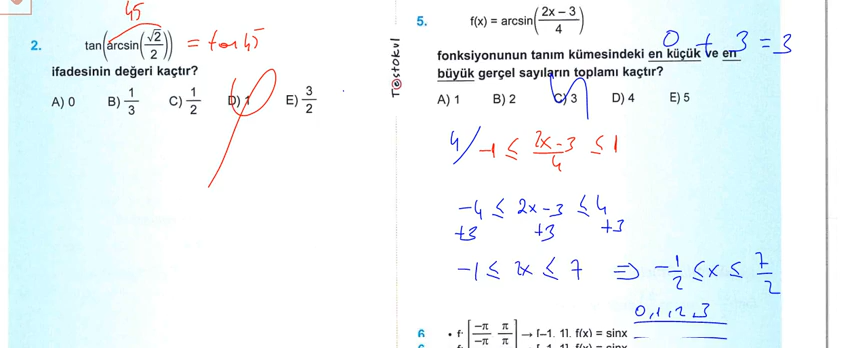 45
2. tan(arcsin(√2/2)) = tan 45
ifadesinin değeri kaçtır?
A) 0 B) 1/3 C) 1/2 D) 1 E) 3/2
Testokul
5. f(x) = arcsin((2x – 3)/4)
0 + 3 = 3
fonksiyonunun tanım kümesindeki en küçük ve en
büyük gerçel sayıların toplamı kaçtır?
A) 1 B) 2 C) 3 D) 4 E) 5
4/ -1 ≤ (2x-3)/4 ≤ 1
-4 ≤ 2x-3 ≤ 4
+3 +3 +3
-1 ≤ 2x ≤ 7 ⇒ -1/2 ≤ x ≤ 7/2
0,1,2,3
6 • f: [–π/–π π/π] → [–1, 1], f(x) = sinx